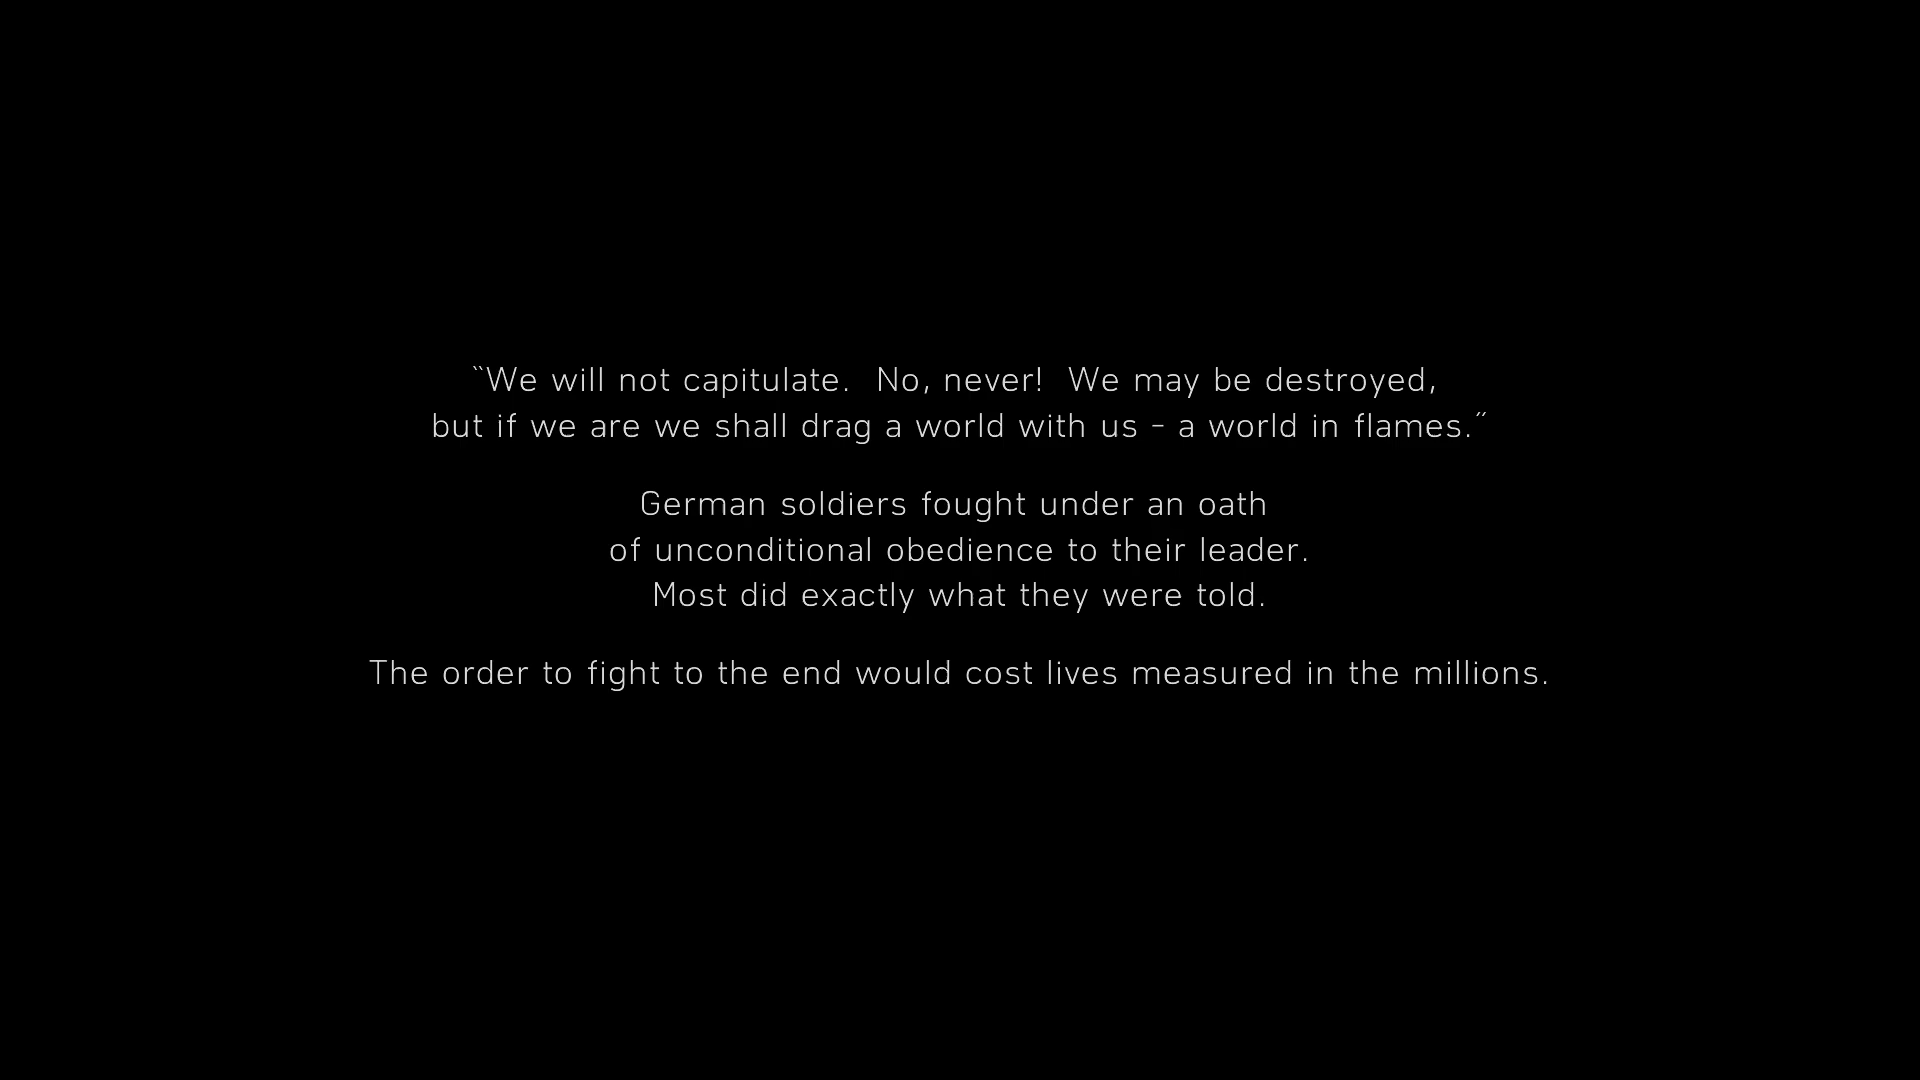 “We will not capitulate.  No, never!  We may be destroyed,
but if we are we shall drag a world with us - a world in flames.”
German soldiers fought under an oath
of unconditional obedience to their leader.
Most did exactly what they were told.
The order to fight to the end would cost lives measured in the millions.